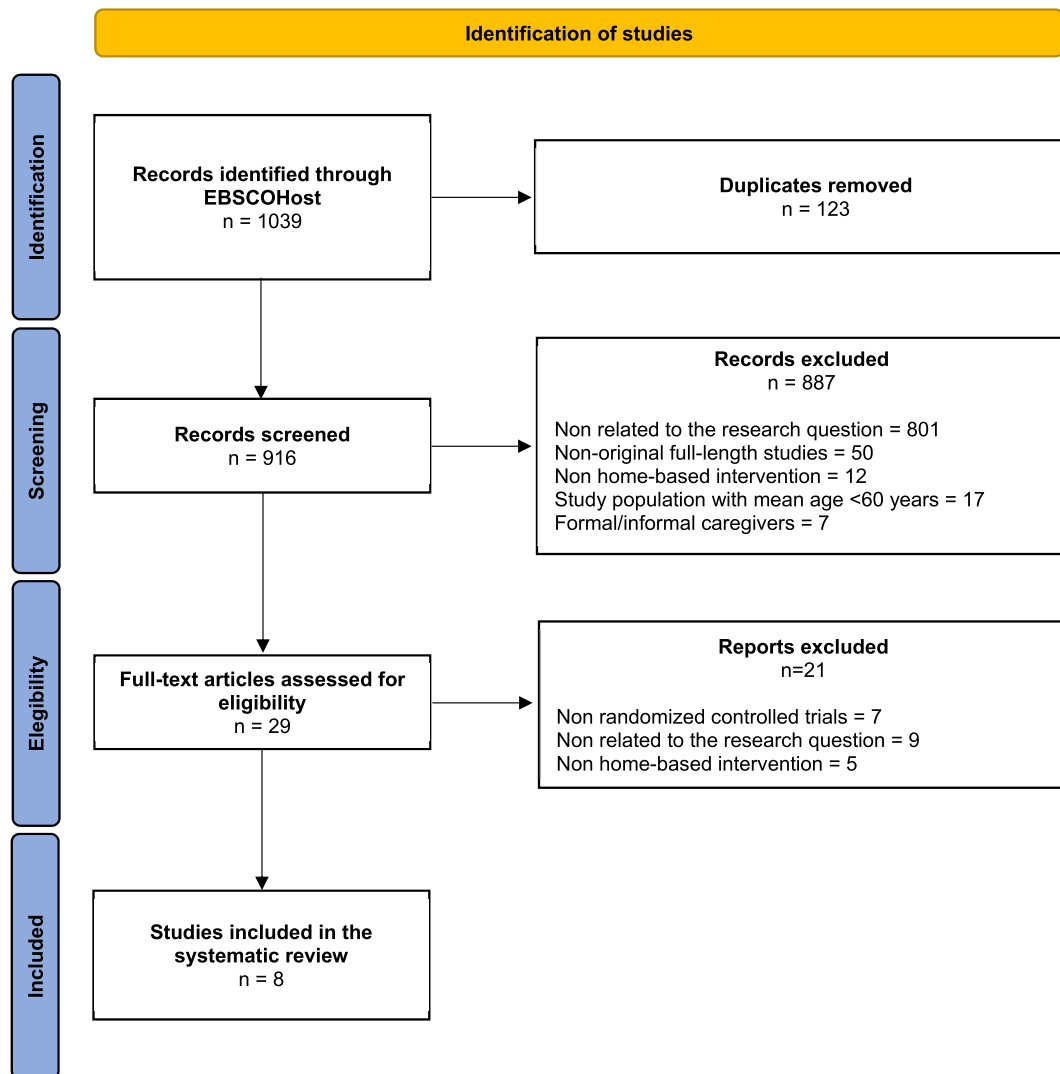 Identification of studies
Identification
Records identified through
EBSCOHost
n = 1039
Duplicates removed
n = 123
Screening
Records screened
n = 916
Records excluded
n = 887
Non related to the research question = 801
Non-original full-length studies = 50
Non home-based intervention = 12
Study population with mean age <60 years = 17
Formal/informal caregivers = 7
Elegibility
Full-text articles assessed for
eligibility
n = 29
Reports excluded
n=21
Non randomized controlled trials = 7
Non related to the research question = 9
Non home-based intervention = 5
Included
Studies included in the
systematic review
n = 8